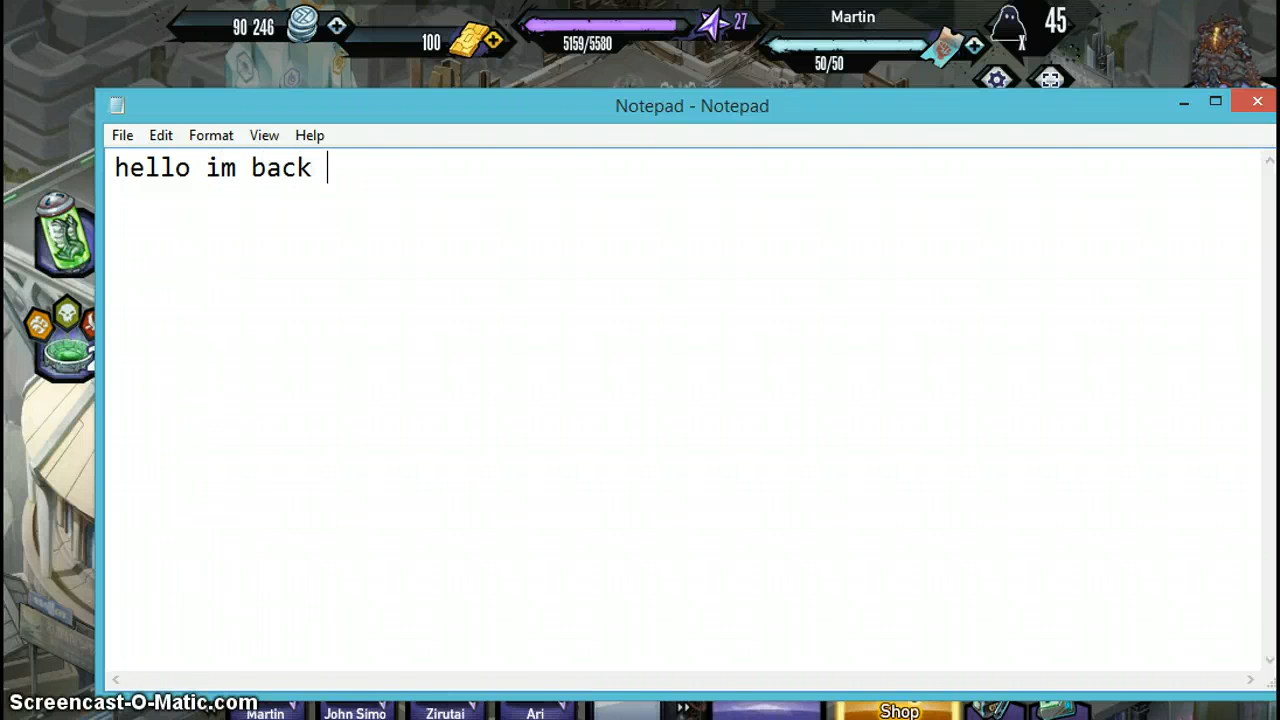 90 246
100
5159/5580
27
Martin
50/50
45
X
Notepad - Notepad
File Edit Format View Help
hello im back
Screencast-O-Matic.com
Martin
John Simo
Zirutai
Ari
Shop